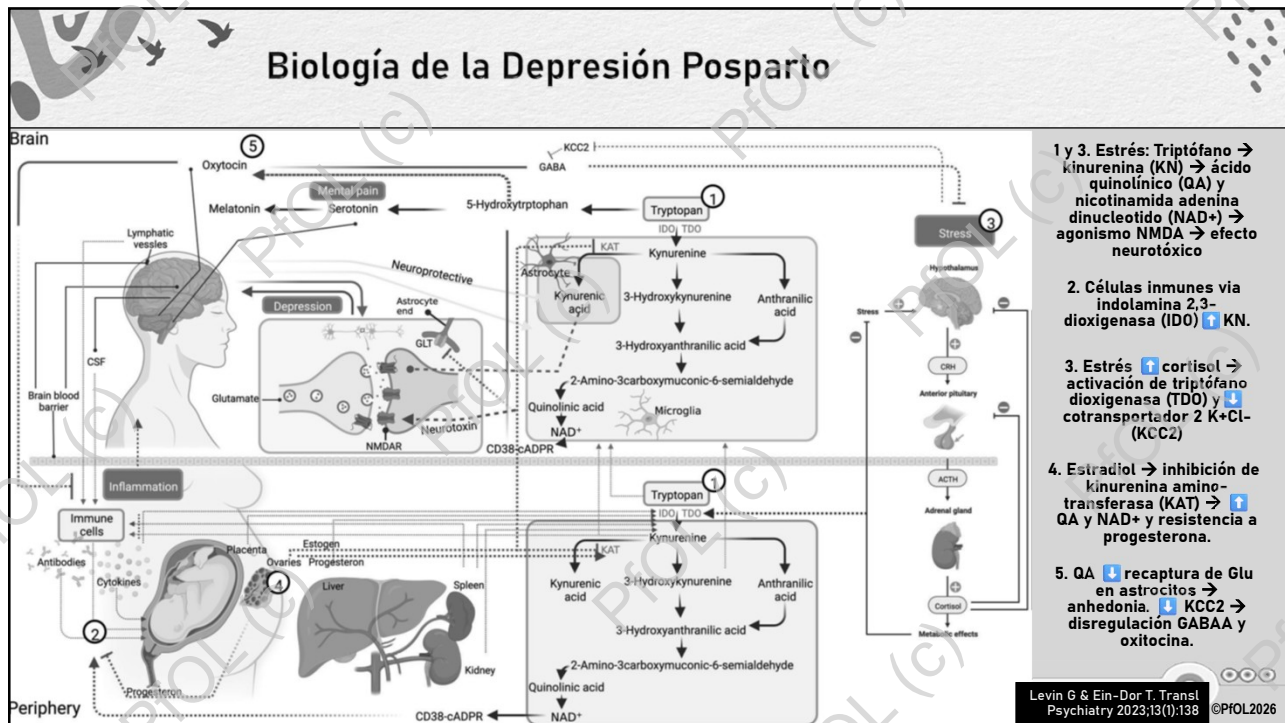 Biología de la Depresión Posparto
Brain
5
Oxytocin
KCC2
GABA
Mental pain
Melatonin
Serotonin
5-Hydroxytrptophan
1
Tryptopan
IDO
TDO
KAT
Kynurenine
Astrocyte
Kynurenic
acid
3-Hydroxykynurenine
Anthranilic
acid
3-Hydroxyanthranilic acid
2-Amino-3carboxymuconic-6-semialdehyde
Quinolinic acid
Microglia
NAD+
CD38-cADPR
Lymphatic
vessles
Neuroprotective
Depression
Astrocyte
end
GLT
CSF
Brain blood
barrier
Glutamate
Neurotoxin
NMDAR
3
Stress
Hypothalamus
Stress
CRH
Anterior pituitary
ACTH
Adrenal gland
Cortisol
Metabolic effects
Inflammation
Immune
cells
Antibodies
Cytokines
Placenta
Ovaries
Estogen
Progesteron
4
2
Progesteron
Liver
Spleen
Kidney
1
Tryptopan
IDO
TDO
KAT
Kynurenine
Kynurenic
acid
3-Hydroxykynurenine
Anthranilic
acid
3-Hydroxyanthranilic acid
2-Amino-3carboxymuconic-6-semialdehyde
Quinolinic acid
NAD+
CD38-cADPR
Periphery
1 y 3. Estrés: Triptófano →
kinurenina (KN) → ácido
quinolínico (QA) y
nicotinamida adenina
dinucleotido (NAD+) →
agonismo NMDA → efecto
neurotóxico
2. Células inmunes via
indolamina 2,3-
dioxigenasa (IDO) ⬆ KN.
3. Estrés ⬆ cortisol →
activación de triptófano
dioxigenasa (TDO) y ⬇
cotransportador 2 K+Cl-
(KCC2)
4. Estradiol → inhibición de
kinurenina amino-
transferasa (KAT) → ⬆
QA y NAD+ y resistencia a
progesterona.
5. QA ⬇ recaptura de Glu
en astrocitos →
anhedonia. ⬇ KCC2 →
disregulación GABAA y
oxitocina.
Levin G & Ein-Dor T. Transl
Psychiatry 2023;13(1):138
©PfOL2026
PfOL (c)
PfOL (c)
PfOL (c)
PfOL (c)
PfOL (c)
PfOL (c)
PfOL (c)